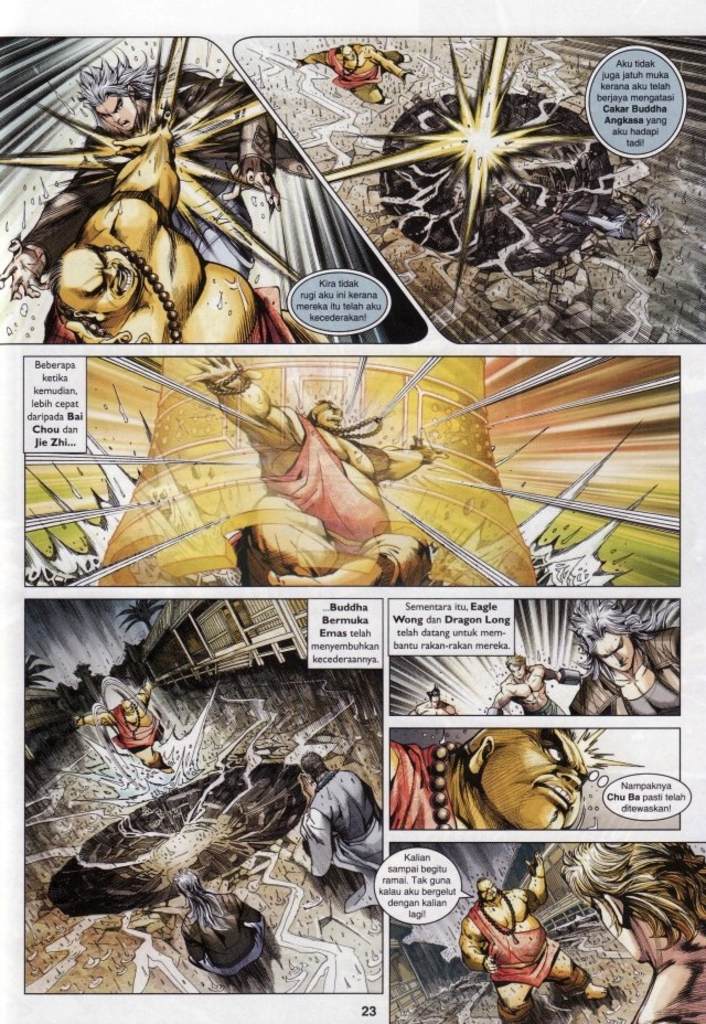 Kira tidak
rugi aku ini kerana
mereka itu telah aku
kecederakan!
Aku tidak
juga jatuh muka
kerana aku telah
berjaya mengatasi
Cakar Buddha
Angkasa yang
aku hadapi
tadi!
Beberapa
ketika
kemudian,
lebih cepat
daripada Bai
Chou dan
Jie Zhi...
...Buddha
Bermuka
Emas telah
menyembuhkan
kecederaannya.
Sementara itu, Eagle
Wong dan Dragon Long
telah datang untuk mem-
bantu rakan-rakan mereka.
Nampaknya
Chu Ba pasti telah
ditewaskan!
Kalian
sampai begitu
ramai. Tak guna
kalau aku bergelut
dengan kalian
lagi!
23